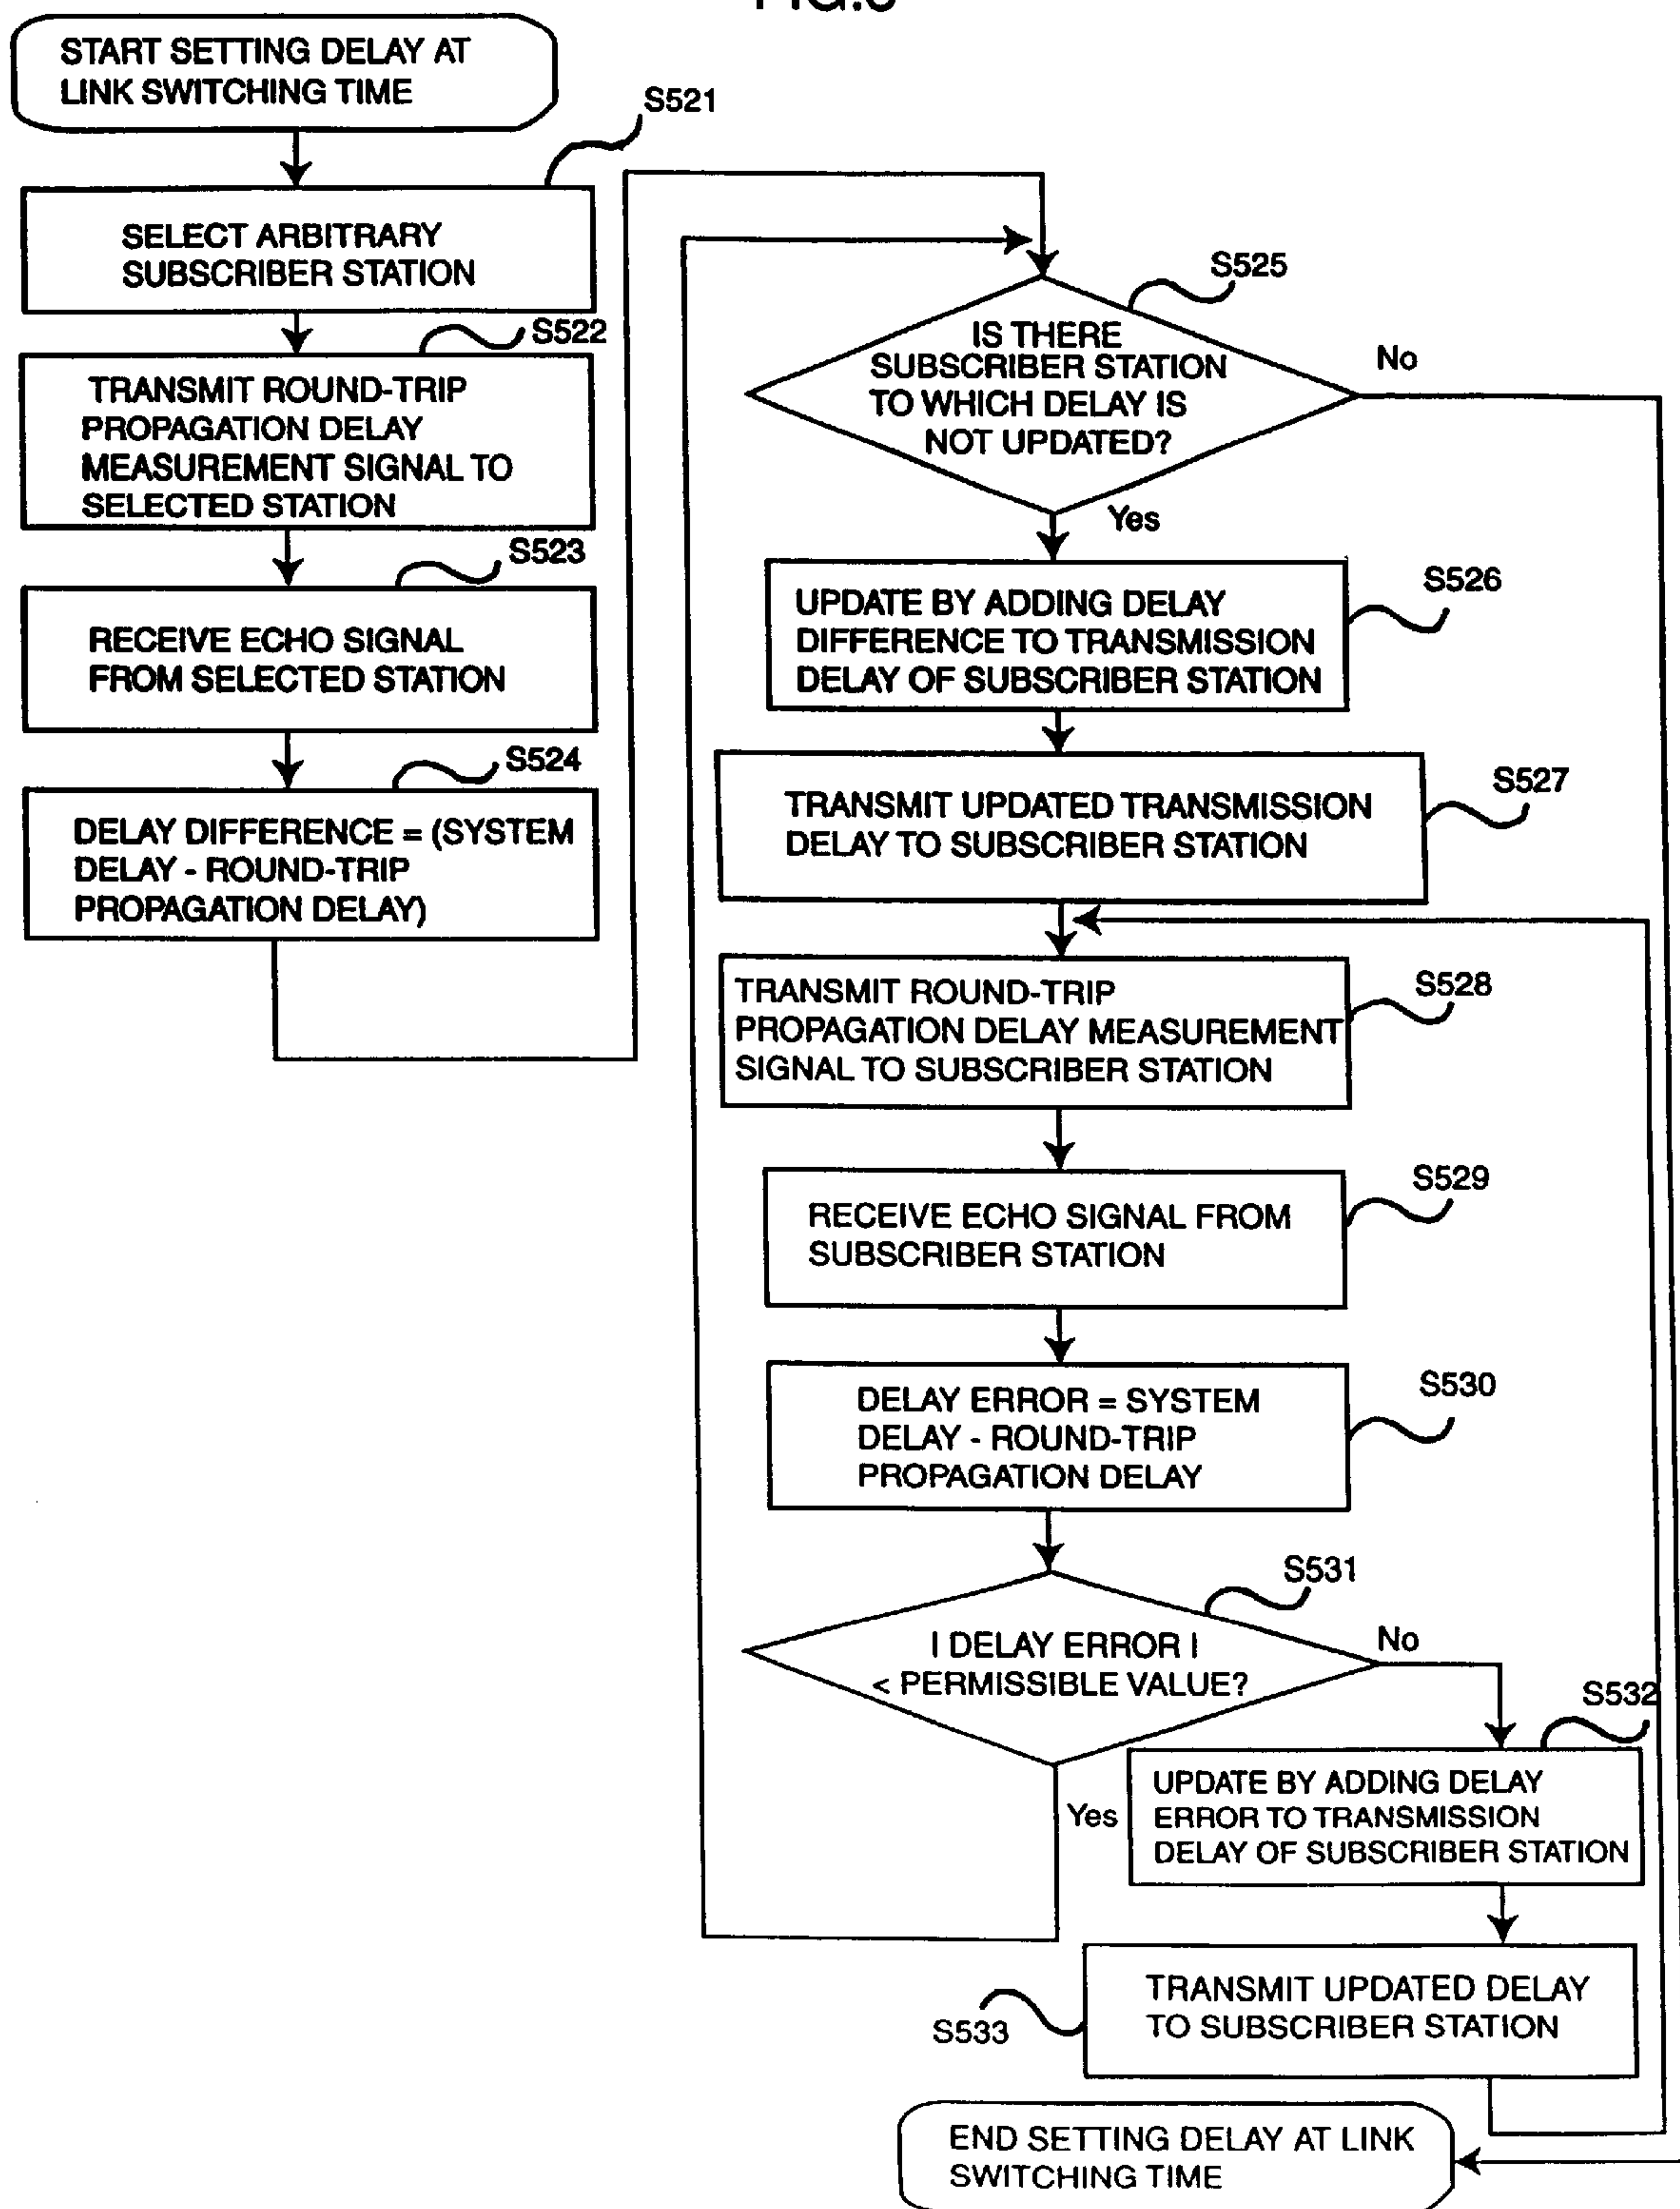 START SETTING DELAY AT
LINK SWITCHING TIME
S521
SELECT ARBITRARY
SUBSCRIBER STATION
S522
TRANSMIT ROUND-TRIP
PROPAGATION DELAY
MEASUREMENT SIGNAL TO
SELECTED STATION
S523
RECEIVE ECHO SIGNAL
FROM SELECTED STATION
S524
DELAY DIFFERENCE = (SYSTEM
DELAY - ROUND-TRIP
PROPAGATION DELAY)
S525
IS THERE
SUBSCRIBER STATION
TO WHICH DELAY IS
NOT UPDATED?
No
Yes
S526
UPDATE BY ADDING DELAY
DIFFERENCE TO TRANSMISSION
DELAY OF SUBSCRIBER STATION
S527
TRANSMIT UPDATED TRANSMISSION
DELAY TO SUBSCRIBER STATION
S528
TRANSMIT ROUND-TRIP
PROPAGATION DELAY MEASUREMENT
SIGNAL TO SUBSCRIBER STATION
S529
RECEIVE ECHO SIGNAL FROM
SUBSCRIBER STATION
S530
DELAY ERROR = SYSTEM
DELAY - ROUND-TRIP
PROPAGATION DELAY
S531
I DELAY ERROR I
< PERMISSIBLE VALUE?
No
Yes
S532
UPDATE BY ADDING DELAY
ERROR TO TRANSMISSION
DELAY OF SUBSCRIBER STATION
S533
TRANSMIT UPDATED DELAY
TO SUBSCRIBER STATION
END SETTING DELAY AT LINK
SWITCHING TIME